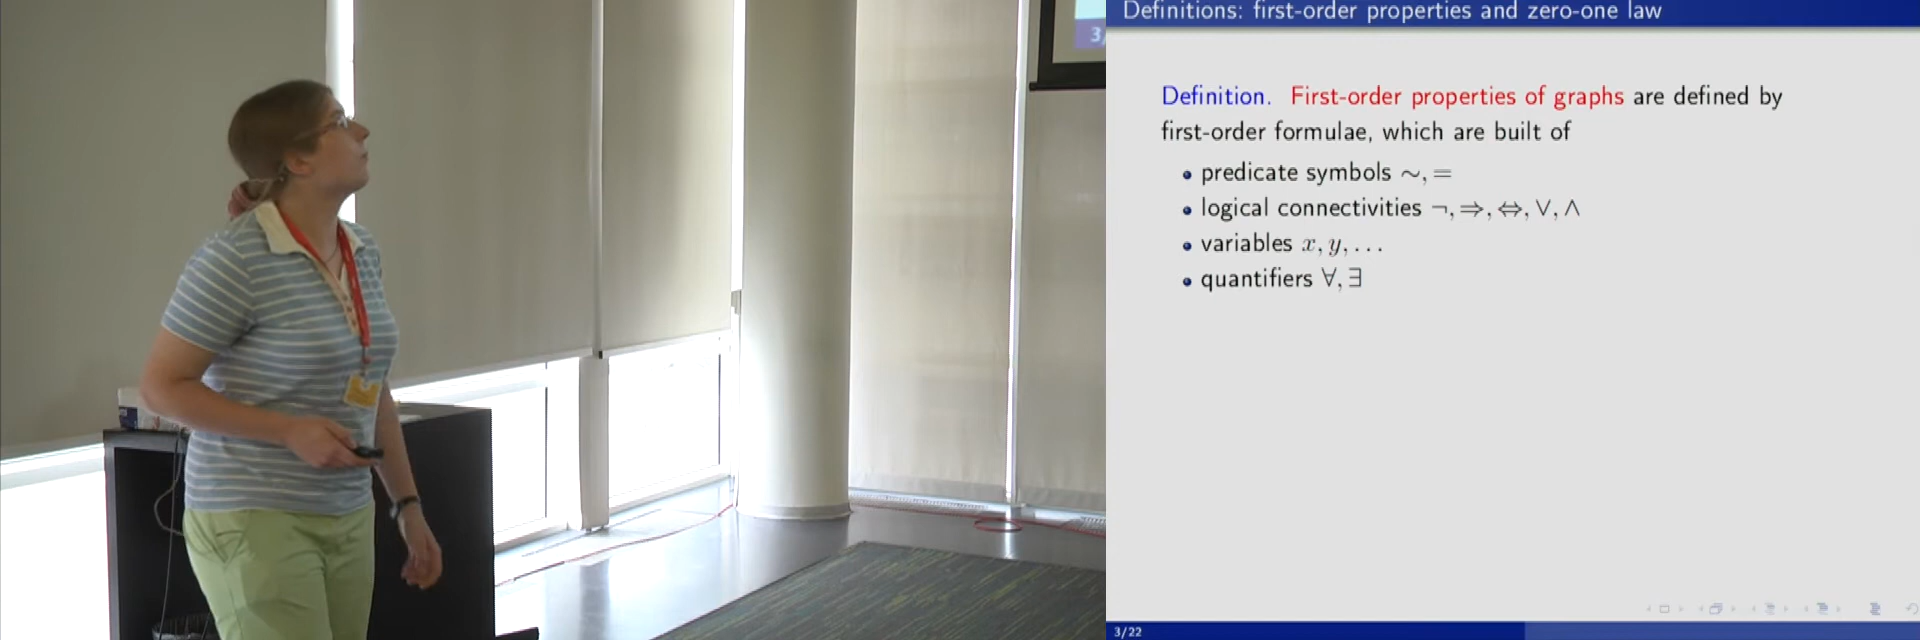 Definitions: first-order properties and zero-one law
Definition. First-order properties of graphs are defined by
first-order formulae, which are built of
• predicate symbols ∼, =
• logical connectivities ¬, ⇒, ⇔, ∨, ∧
• variables x, y, . . .
• quantifiers ∀, ∃
3/22
3/